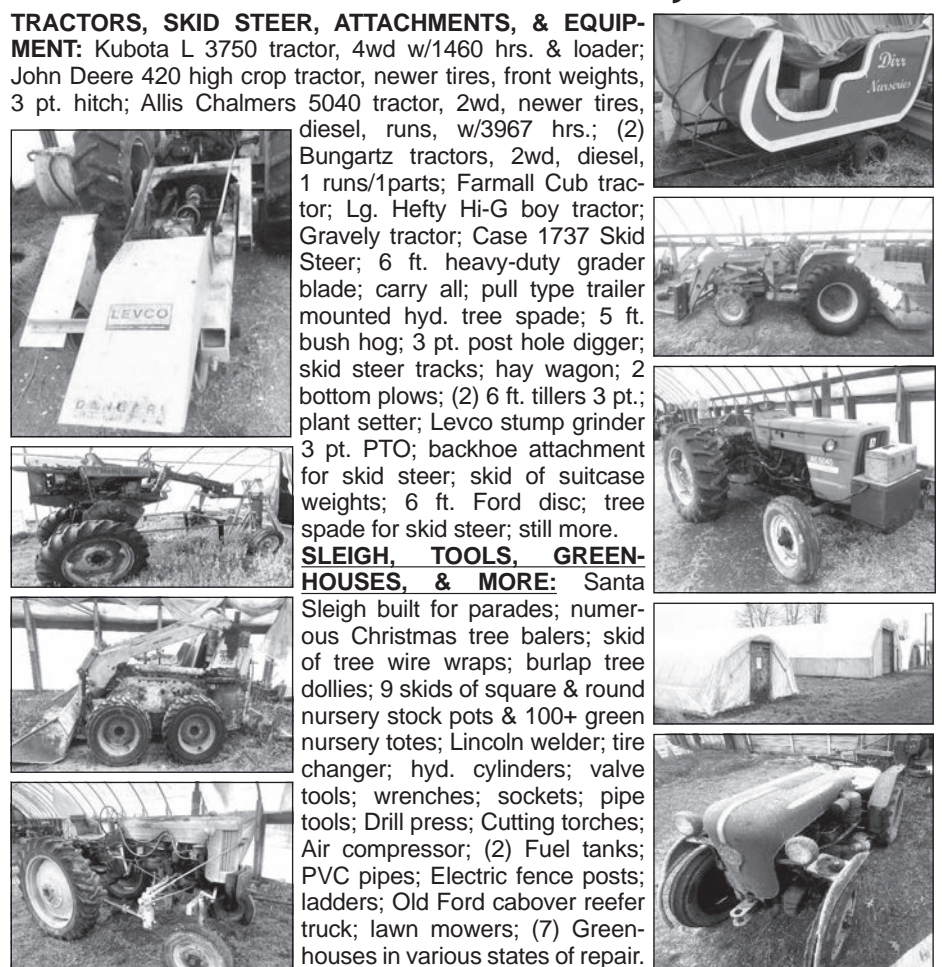 TRACTORS, SKID STEER, ATTACHMENTS, & EQUIP-
MENT: Kubota L 3750 tractor, 4wd w/1460 hrs. & loader;
John Deere 420 high crop tractor, newer tires, front weights,
3 pt. hitch; Allis Chalmers 5040 tractor, 2wd, newer tires,
diesel, runs, w/3967 hrs.; (2)
Bungartz tractors, 2wd, diesel,
1 runs/1parts; Farmall Cub trac-
tor; Lg. Hefty Hi-G boy tractor;
Gravely tractor; Case 1737 Skid
Steer; 6 ft. heavy-duty grader
blade; carry all; pull type trailer
mounted hyd. tree spade; 5 ft.
bush hog; 3 pt. post hole digger;
skid steer tracks; hay wagon; 2
bottom plows; (2) 6 ft. tillers 3 pt.;
plant setter; Levco stump grinder
3 pt. PTO; backhoe attachment
for skid steer; skid of suitcase
weights; 6 ft. Ford disc; tree
spade for skid steer; still more.
SLEIGH, TOOLS, GREEN-
HOUSES, & MORE: Santa
Sleigh built for parades; numer-
ous Christmas tree balers; skid
of tree wire wraps; burlap tree
dollies; 9 skids of square & round
nursery stock pots & 100+ green
nursery totes; Lincoln welder; tire
changer; hyd. cylinders; valve
tools; wrenches; sockets; pipe
tools; Drill press; Cutting torches;
Air compressor; (2) Fuel tanks;
PVC pipes; Electric fence posts;
ladders; Old Ford cabover reefer
truck; lawn mowers; (7) Green-
houses in various states of repair.
LEVCO
DANGER
Dirr
Nurseries